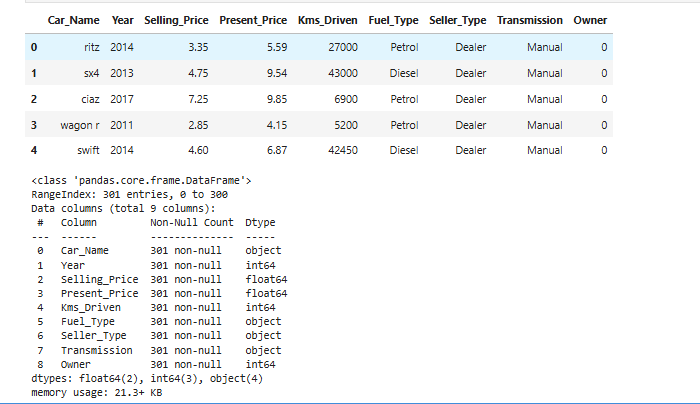 Car_Name Year Selling_Price Present_Price Kms_Driven Fuel_Type Seller_Type Transmission Owner
0 ritz 2014 3.35 5.59 27000 Petrol Dealer Manual 0
1 sx4 2013 4.75 9.54 43000 Diesel Dealer Manual 0
2 ciaz 2017 7.25 9.85 6900 Petrol Dealer Manual 0
3 wagon r 2011 2.85 4.15 5200 Petrol Dealer Manual 0
4 swift 2014 4.60 6.87 42450 Diesel Dealer Manual 0
<class 'pandas.core.frame.DataFrame'>
RangeIndex: 301 entries, 0 to 300
Data columns (total 9 columns):
 #   Column         Non-Null Count  Dtype
---  ------         --------------  -----
 0   Car_Name       301 non-null    object
 1   Year           301 non-null    int64
 2   Selling_Price  301 non-null    float64
 3   Present_Price  301 non-null    float64
 4   Kms_Driven     301 non-null    int64
 5   Fuel_Type      301 non-null    object
 6   Seller_Type    301 non-null    object
 7   Transmission   301 non-null    object
 8   Owner          301 non-null    int64
dtypes: float64(2), int64(3), object(4)
memory usage: 21.3+ KB